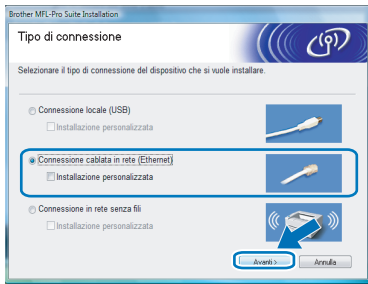 Brother MFL-Pro Suite Installation
Tipo di connessione
Selezionare il tipo di connessione del dispositivo che si vuole installare.
Connessione locale (USB)
Installazione personalizzata
Connessione cablata in rete (Ethernet)
Installazione personalizzata
Connessione in rete senza fili
Installazione personalizzata
Avanti >
Annulla